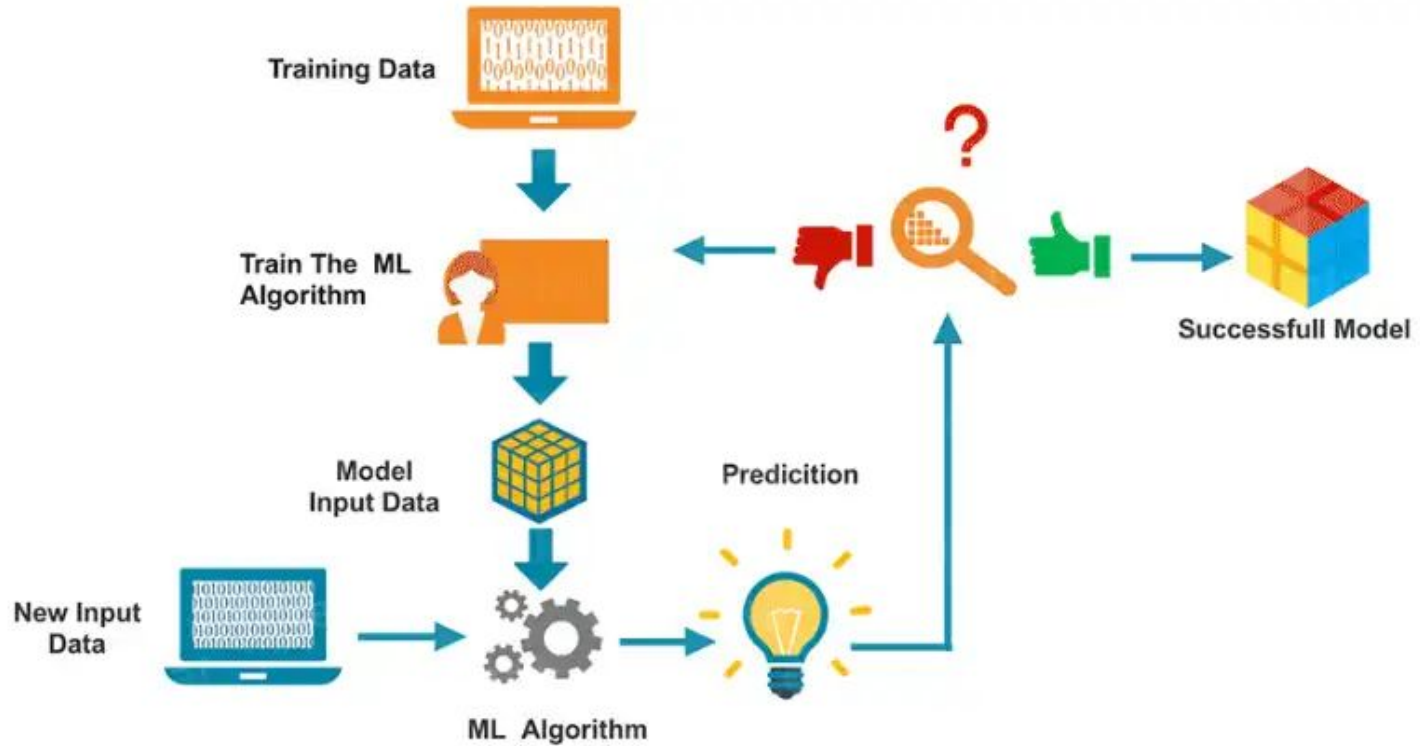 Training Data
Train The ML
Algorithm
Successfull Model
Model
Input Data
Predicition
New Input
Data
ML Algorithm